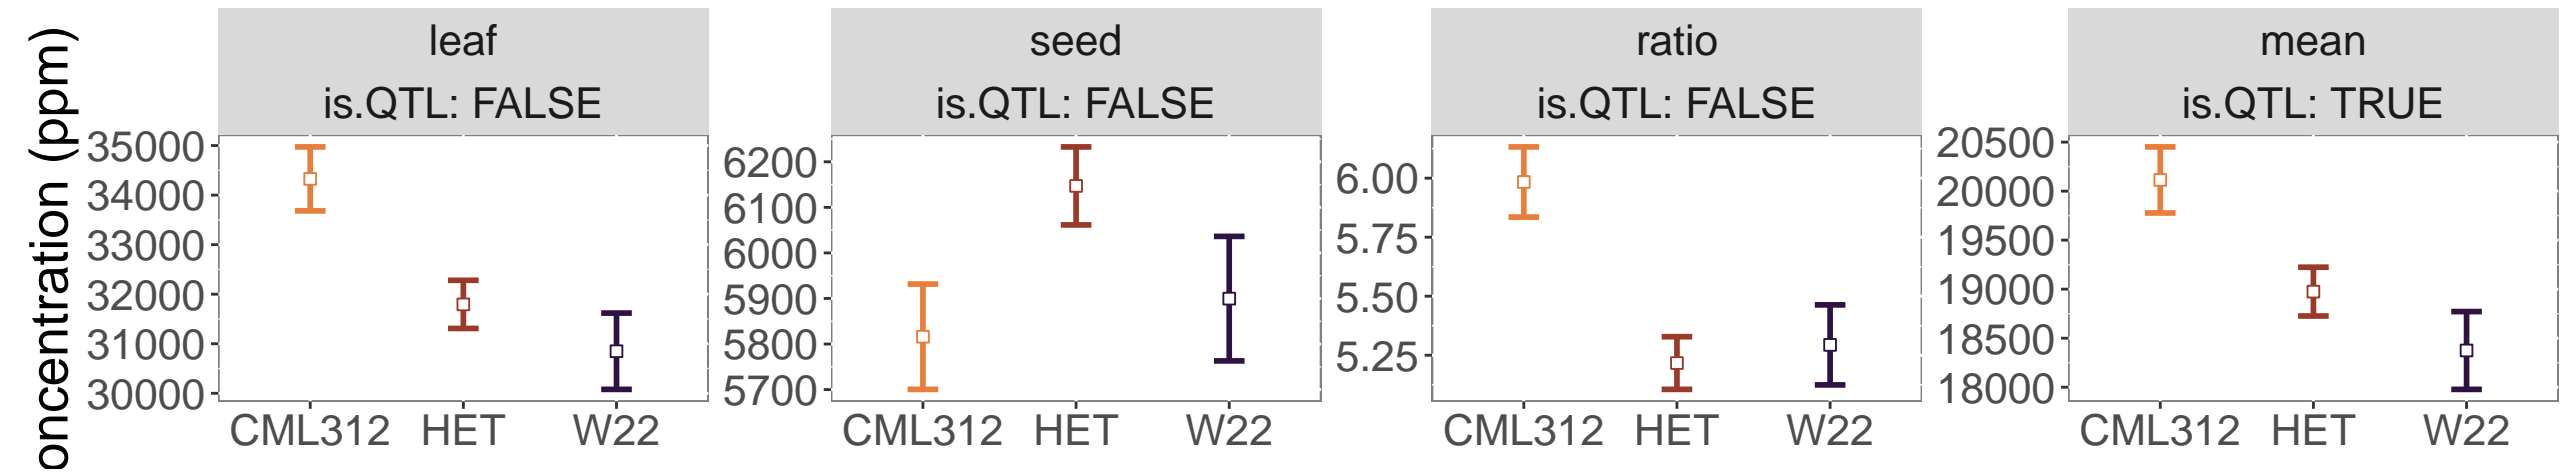 oncentration (ppm)
leaf
is.QTL: FALSE
35000
34000
33000
32000
31000
30000
CML312 HET W22
seed
is.QTL: FALSE
6200
6100
6000
5900
5800
5700
CML312 HET W22
ratio
is.QTL: FALSE
6.00
5.75
5.50
5.25
CML312 HET W22
mean
is.QTL: TRUE
20500
20000
19500
19000
18500
18000
CML312 HET W22